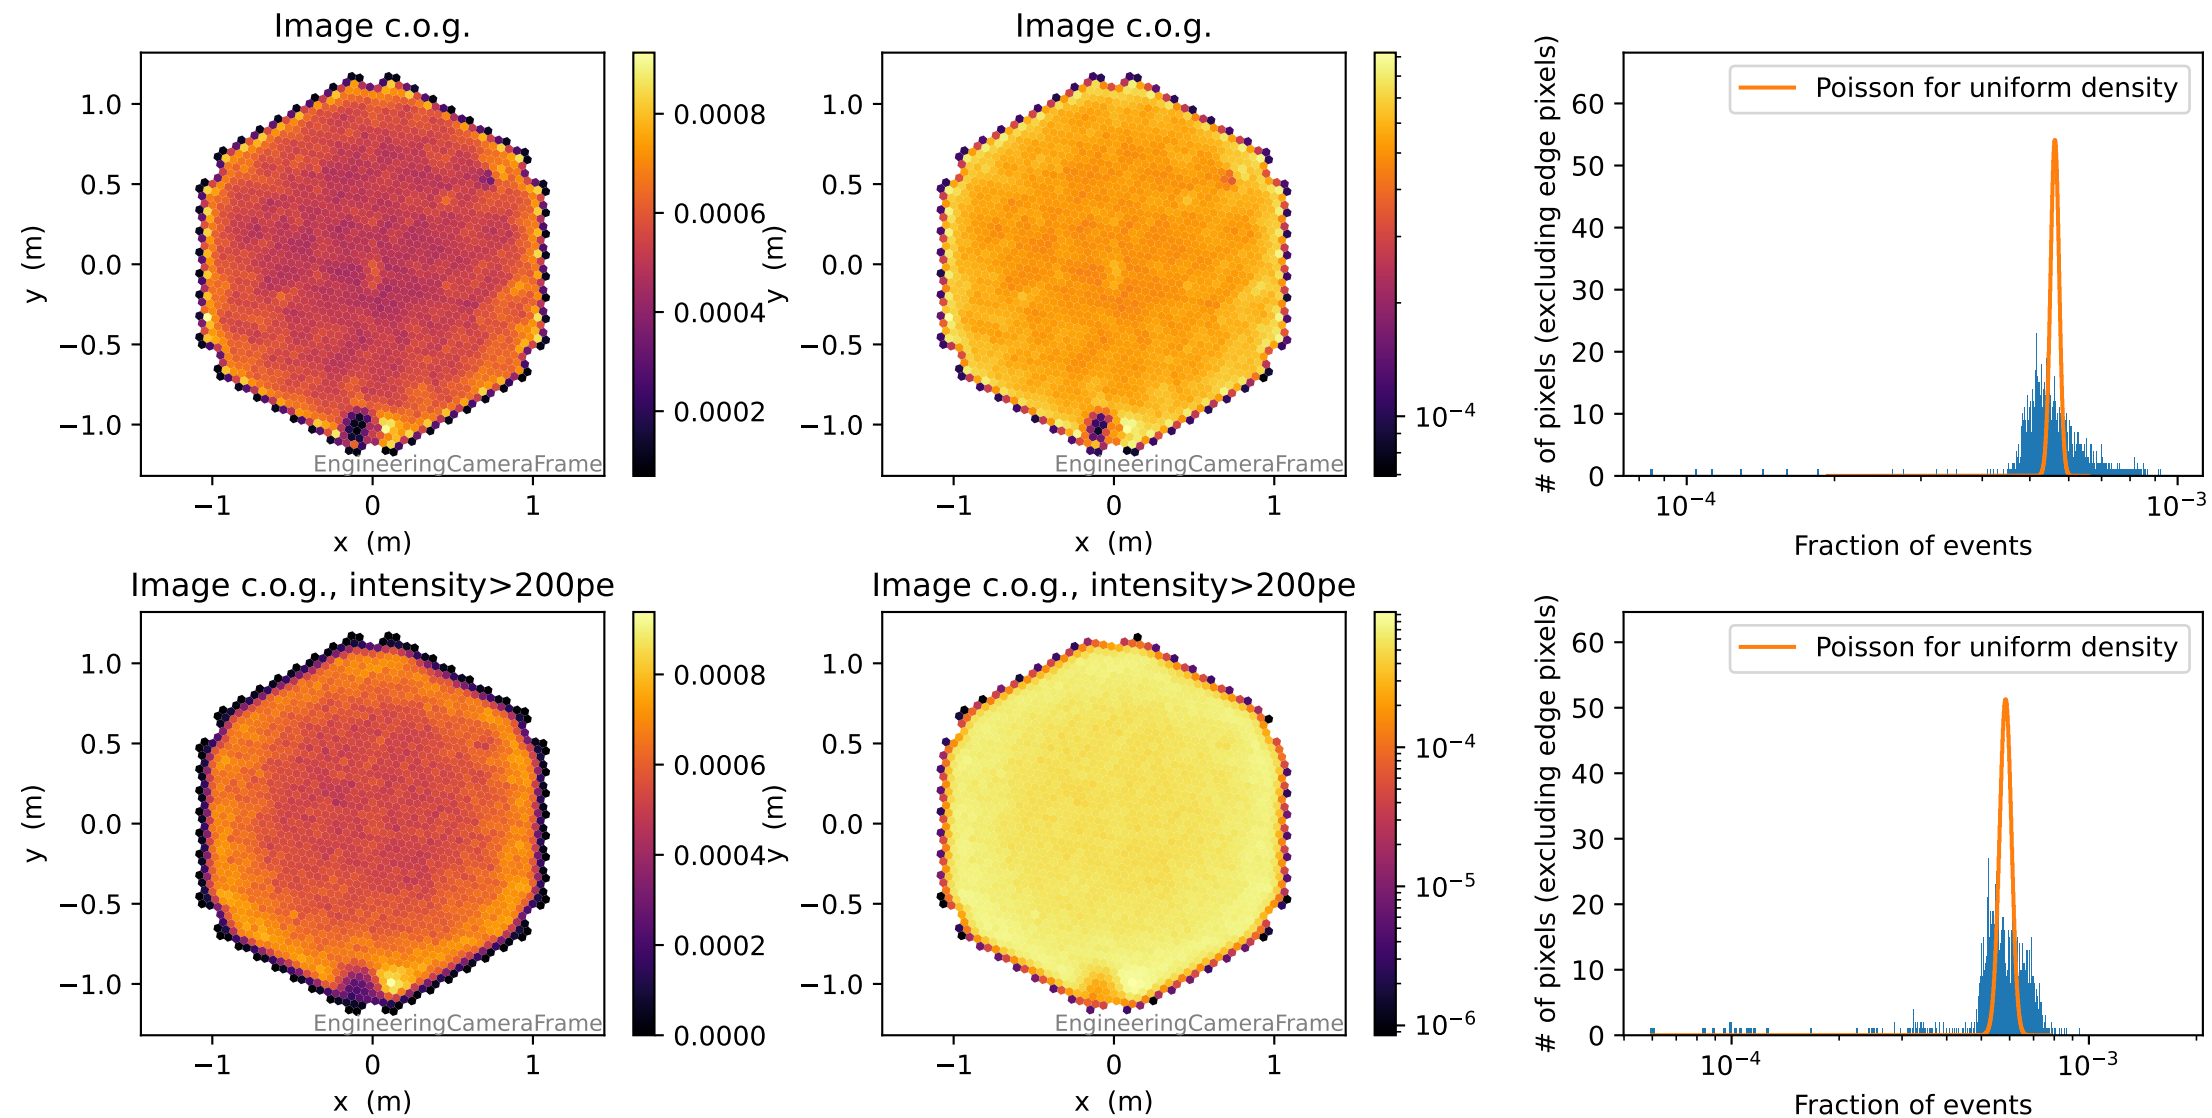 Image c.o.g.
1.0
0.5
0.0
−0.5
−1.0
y (m)
−1 0 1
x (m)
EngineeringCameraFrame
0.0008
0.0006
0.0004
0.0002
Image c.o.g.
1.0
0.5
0.0
−0.5
−1.0
y (m)
−1 0 1
x (m)
EngineeringCameraFrame
10⁻⁴
# of pixels (excluding edge pixels)
60
50
40
30
20
10
0
Poisson for uniform density
10⁻⁴ 10⁻³
Fraction of events
Image c.o.g., intensity>200pe
1.0
0.5
0.0
−0.5
−1.0
y (m)
−1 0 1
x (m)
EngineeringCameraFrame
0.0008
0.0006
0.0004
0.0002
0.0000
Image c.o.g., intensity>200pe
1.0
0.5
0.0
−0.5
−1.0
y (m)
−1 0 1
x (m)
EngineeringCameraFrame
10⁻⁴
10⁻⁵
10⁻⁶
# of pixels (excluding edge pixels)
60
50
40
30
20
10
0
Poisson for uniform density
10⁻⁴ 10⁻³
Fraction of events